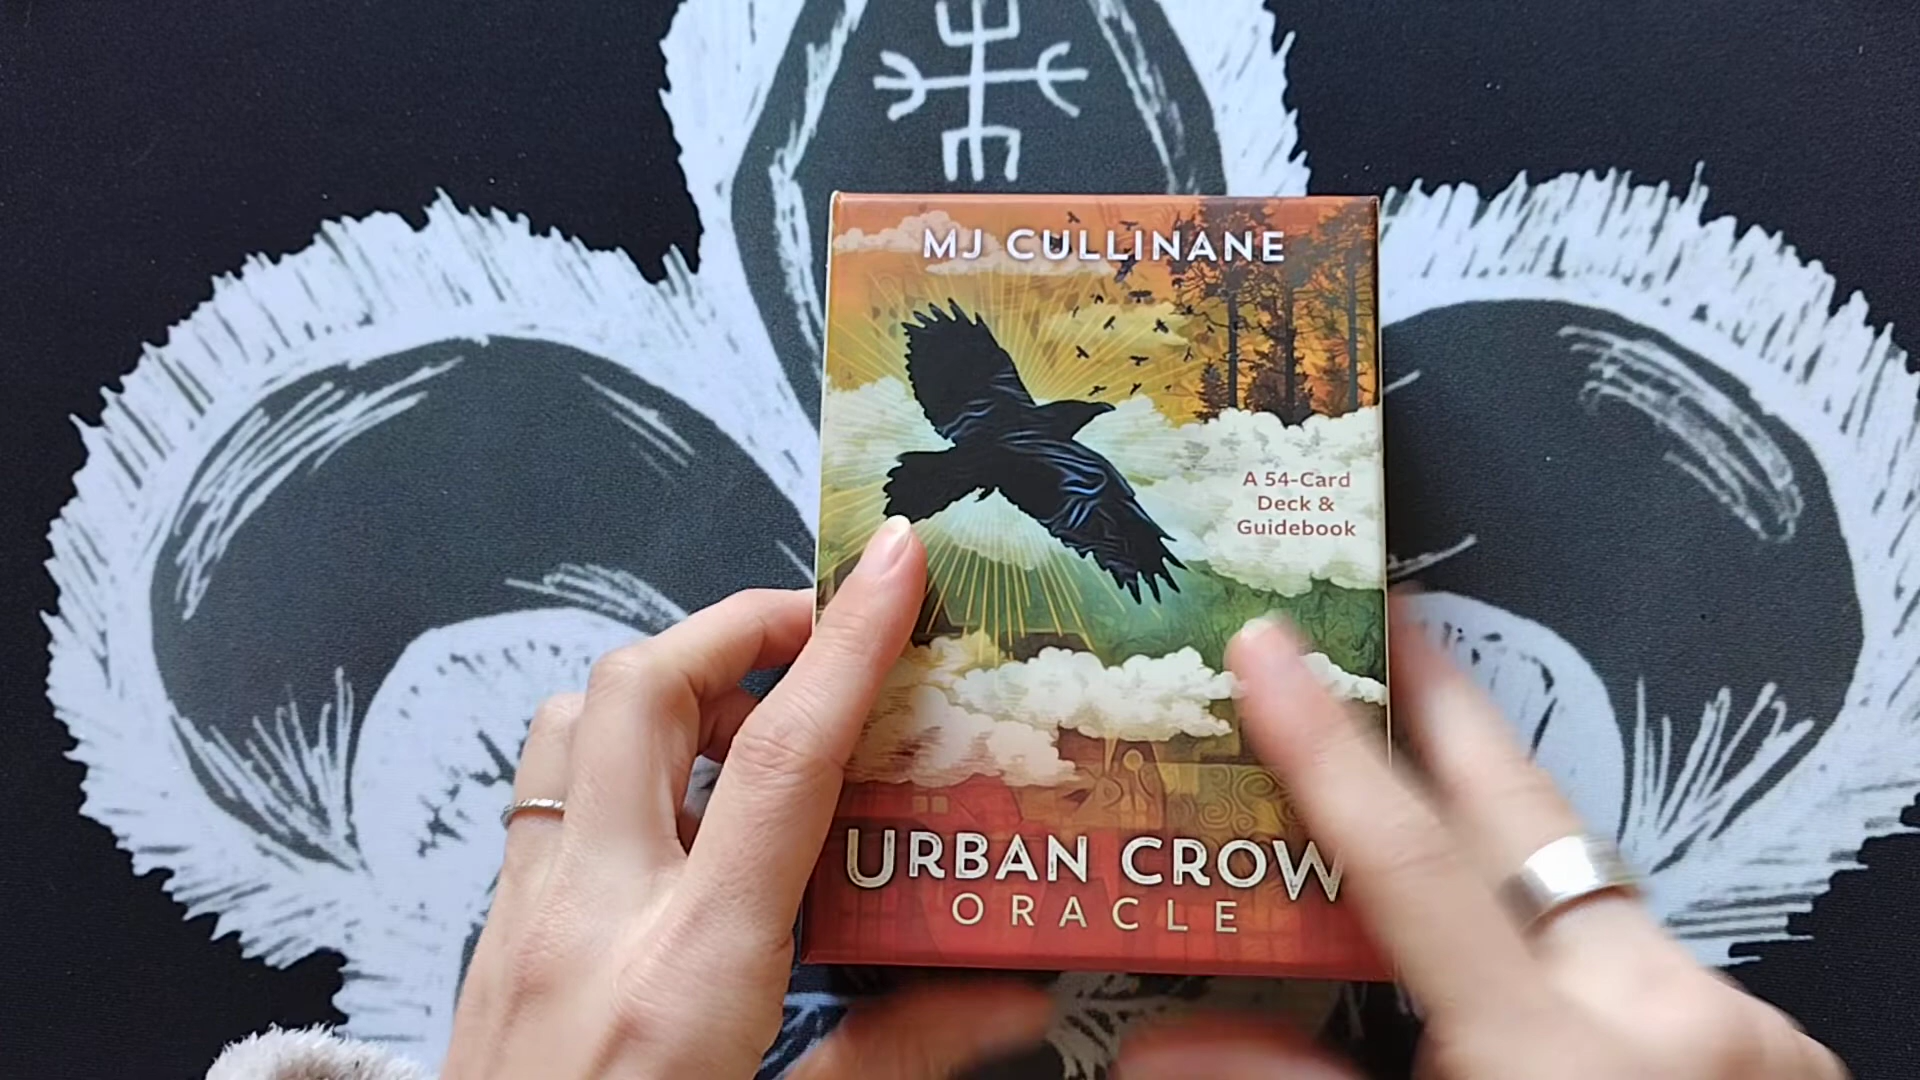 MJ CULLINANE
A 54-Card
Deck &
Guidebook
URBAN CROW
ORACLE